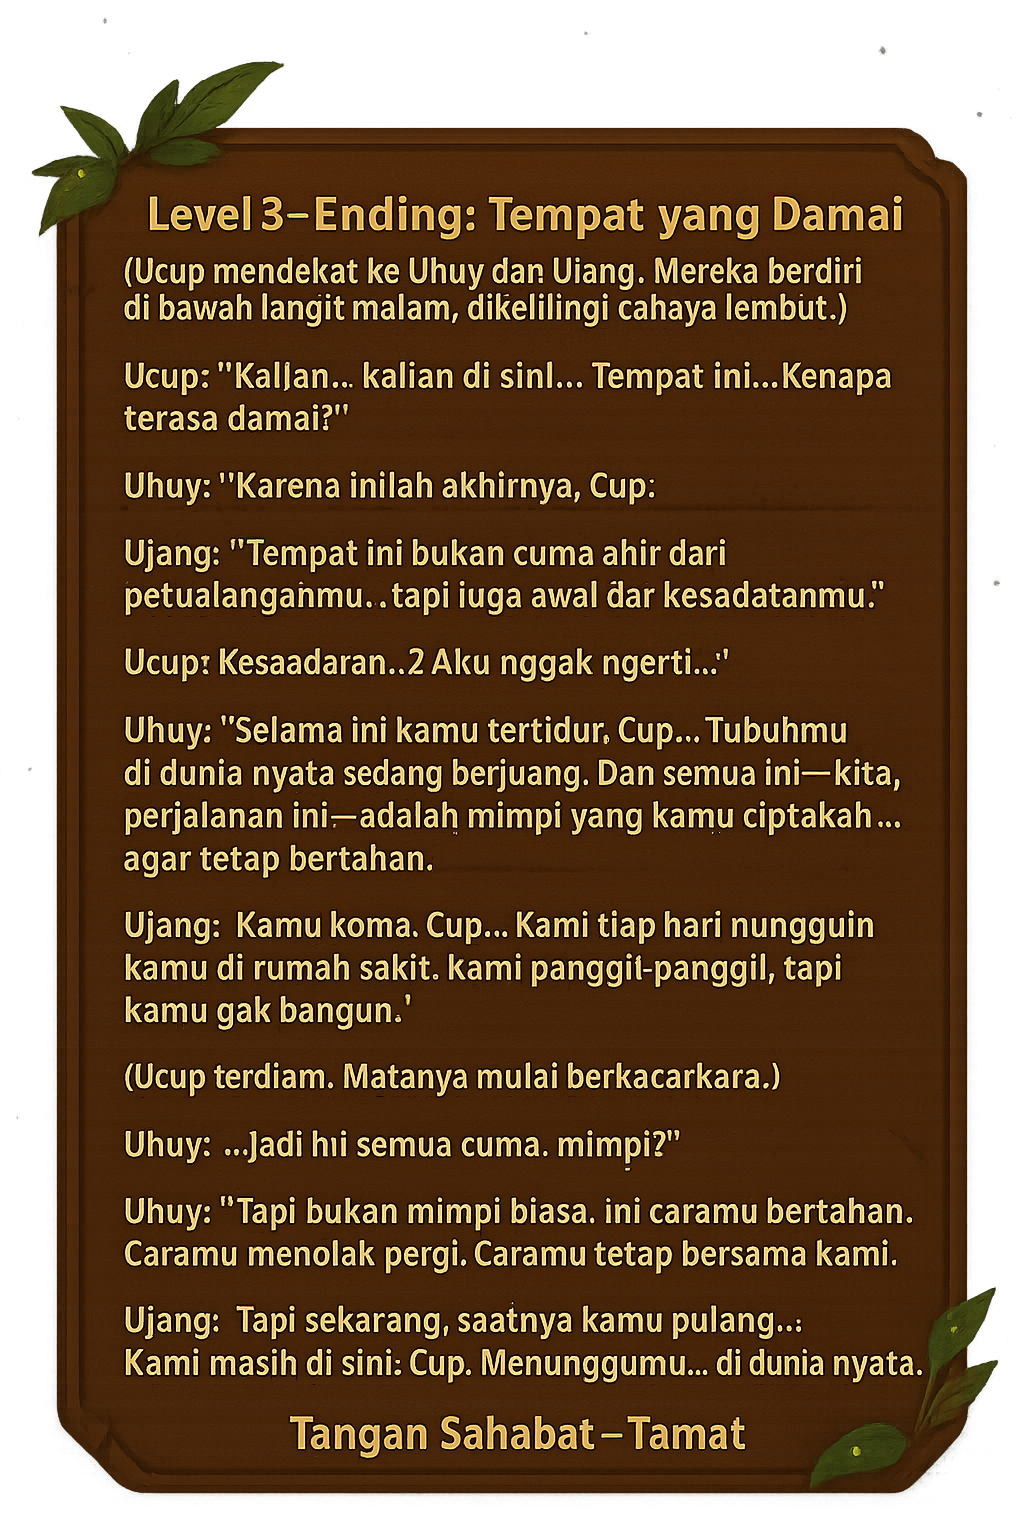 Level 3–Ending: Tempat yang Damai
(Ucup mendekat ke Uhuy dan Uiang. Mereka berdiri
di bawah langit malam, dikelilingi cahaya lembut.)
Ucup: "KalJan... kalian di sinl... Tempat ini...Kenapa
terasa damai?"
Uhuy: "Karena inilah akhirnya, Cup:
Ujang: "Tempat ini bukan cuma ahir dari
petualanganmu...tapi iuga awal dar kesadatanmu."
Ucup: Kesaadaran..2 Aku nggak ngerti..."
Uhuy: "Selama ini kamu tertidur, Cup... Tubuhmu
di dunia nyata sedang berjuang. Dan semua ini—kita,
perjalanan ini—adalah mimpi yang kamu ciptakah...
agar tetap bertahan.
Ujang: Kamu koma. Cup... Kami tiap hari nungguin
kamu di rumah sakit. kami panggil-panggil, tapi
kamu gak bangun.'
(Ucup terdiam. Matanya mulai berkacarkara.)
Uhuy: ...Jadi hıi semua cuma. mimpi?"
Uhuy: "Tapi bukan mimpi biasa. ini caramu bertahan.
Caramu menolak pergi. Caramu tetap bersama kami.
Ujang: Tapi sekarang, saatnya kamu pulang..:
Kami masih di sini: Cup. Menunggumu... di dunia nyata.
Tangan Sahabat–Tamat